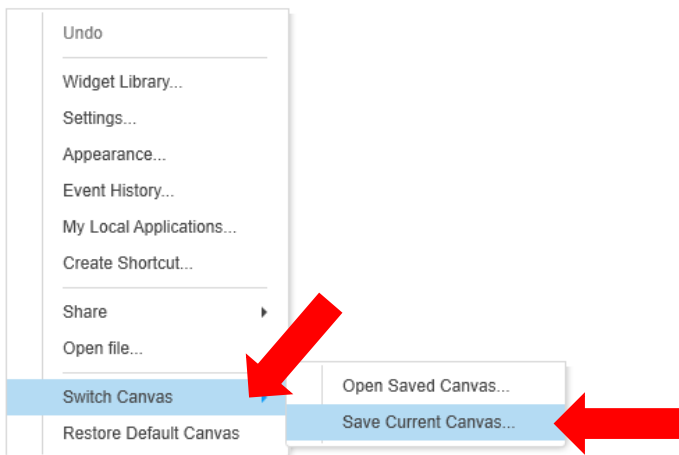 Undo
Widget Library...
Settings...
Appearance...
Event History...
My Local Applications...
Create Shortcut...
Share
Open file...
Switch Canvas
Restore Default Canvas
Open Saved Canvas...
Save Current Canvas...